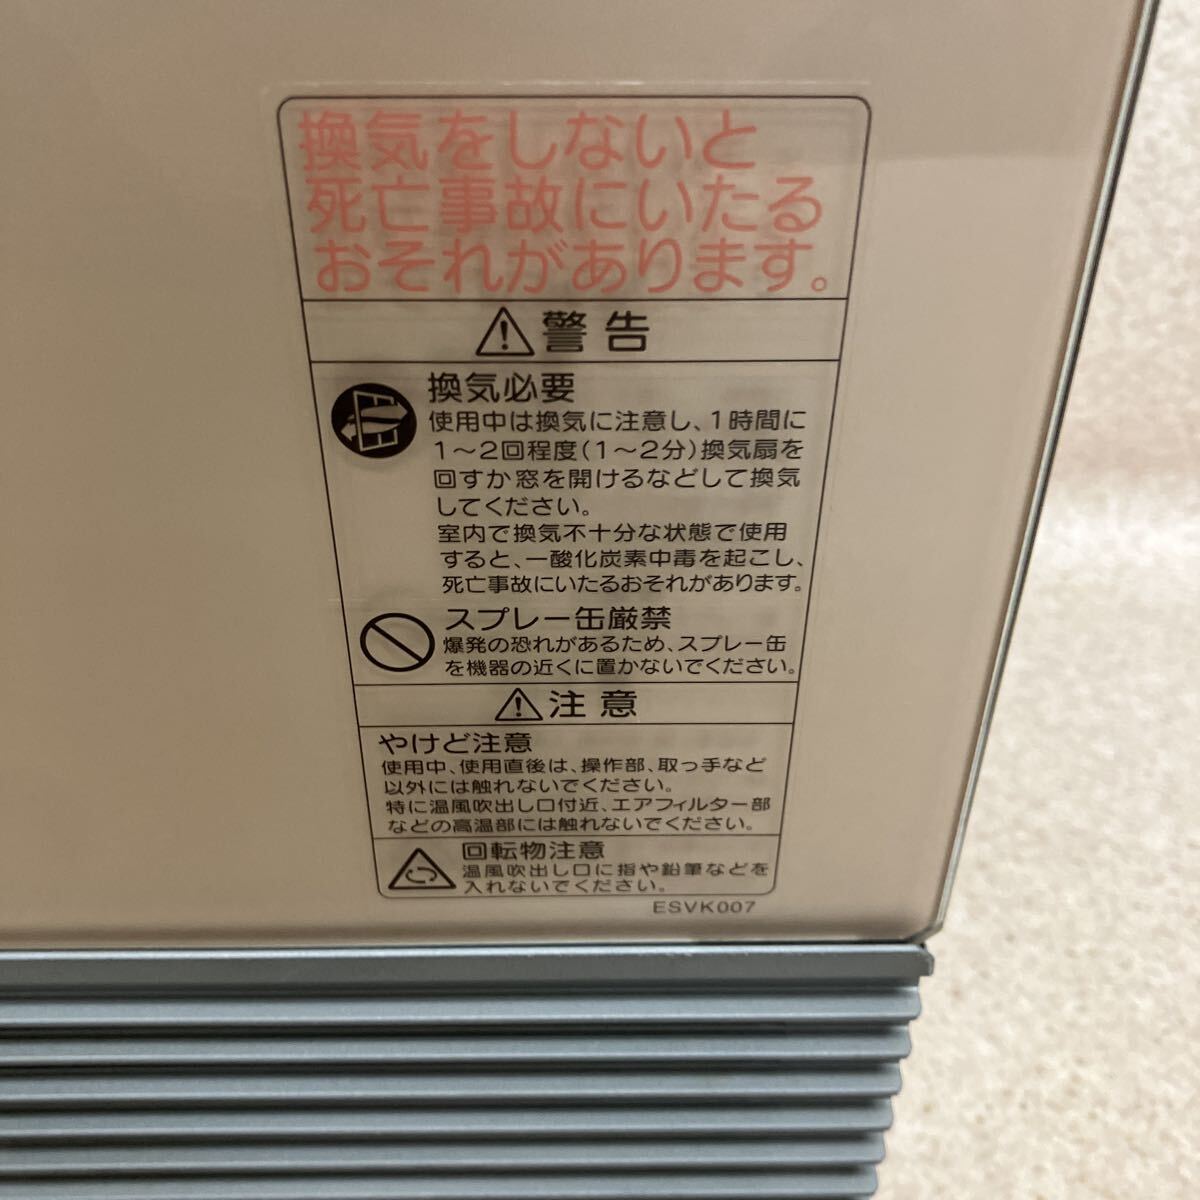 換気をしないと
死亡事故にいたる
おそれがあります。
警告
換気必要
使用中は換気に注意し、1時間に
1〜2回程度(1〜2分)換気扇を
回すか窓を開けるなどして換気
してください。
室内で換気不十分な状態で使用
すると、一酸化炭素中毒を起こし、
死亡事故にいたるおそれがあります。
スプレー缶厳禁
爆発の恐れがあるため、スプレー缶
を機器の近くに置かないでください。
注意
やけど注意
使用中、使用直後は、操作部、取っ手など
以外には触れないでください。
特に温風吹出し口付近、エアフィルター部
などの高温部には触れないでください。
回転物注意
温風吹出し口に指や鉛筆などを
入れないでください。
ESVK007